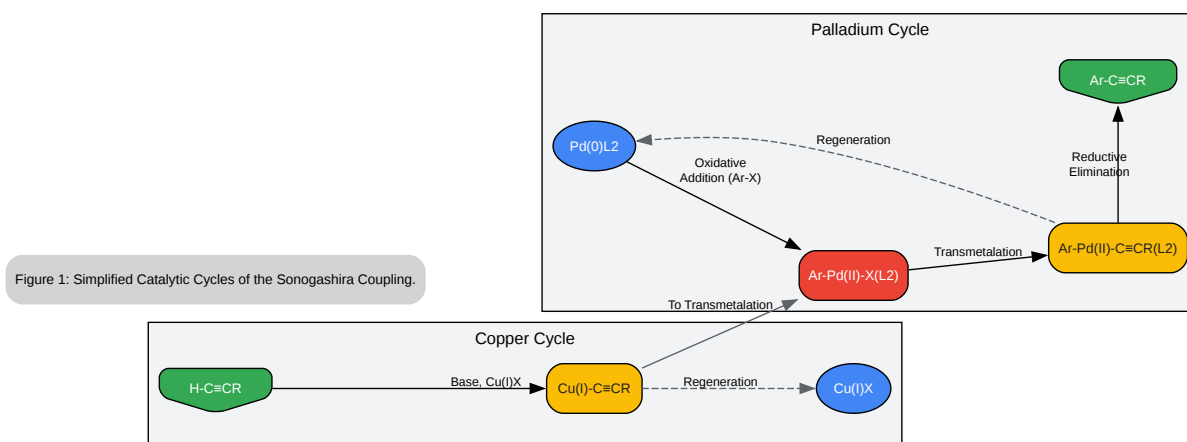 Palladium Cycle
Ar-C≡CR
Pd(0)L2
Regeneration
Oxidative
Addition (Ar-X)
Reductive
Elimination
Ar-Pd(II)-C≡CR(L2)
Transmetalation
Ar-Pd(II)-X(L2)
Figure 1: Simplified Catalytic Cycles of the Sonogashira Coupling.
To Transmetalation
Copper Cycle
H-C≡CR
Base, Cu(I)X
Cu(I)-C≡CR
Regeneration
Cu(I)X